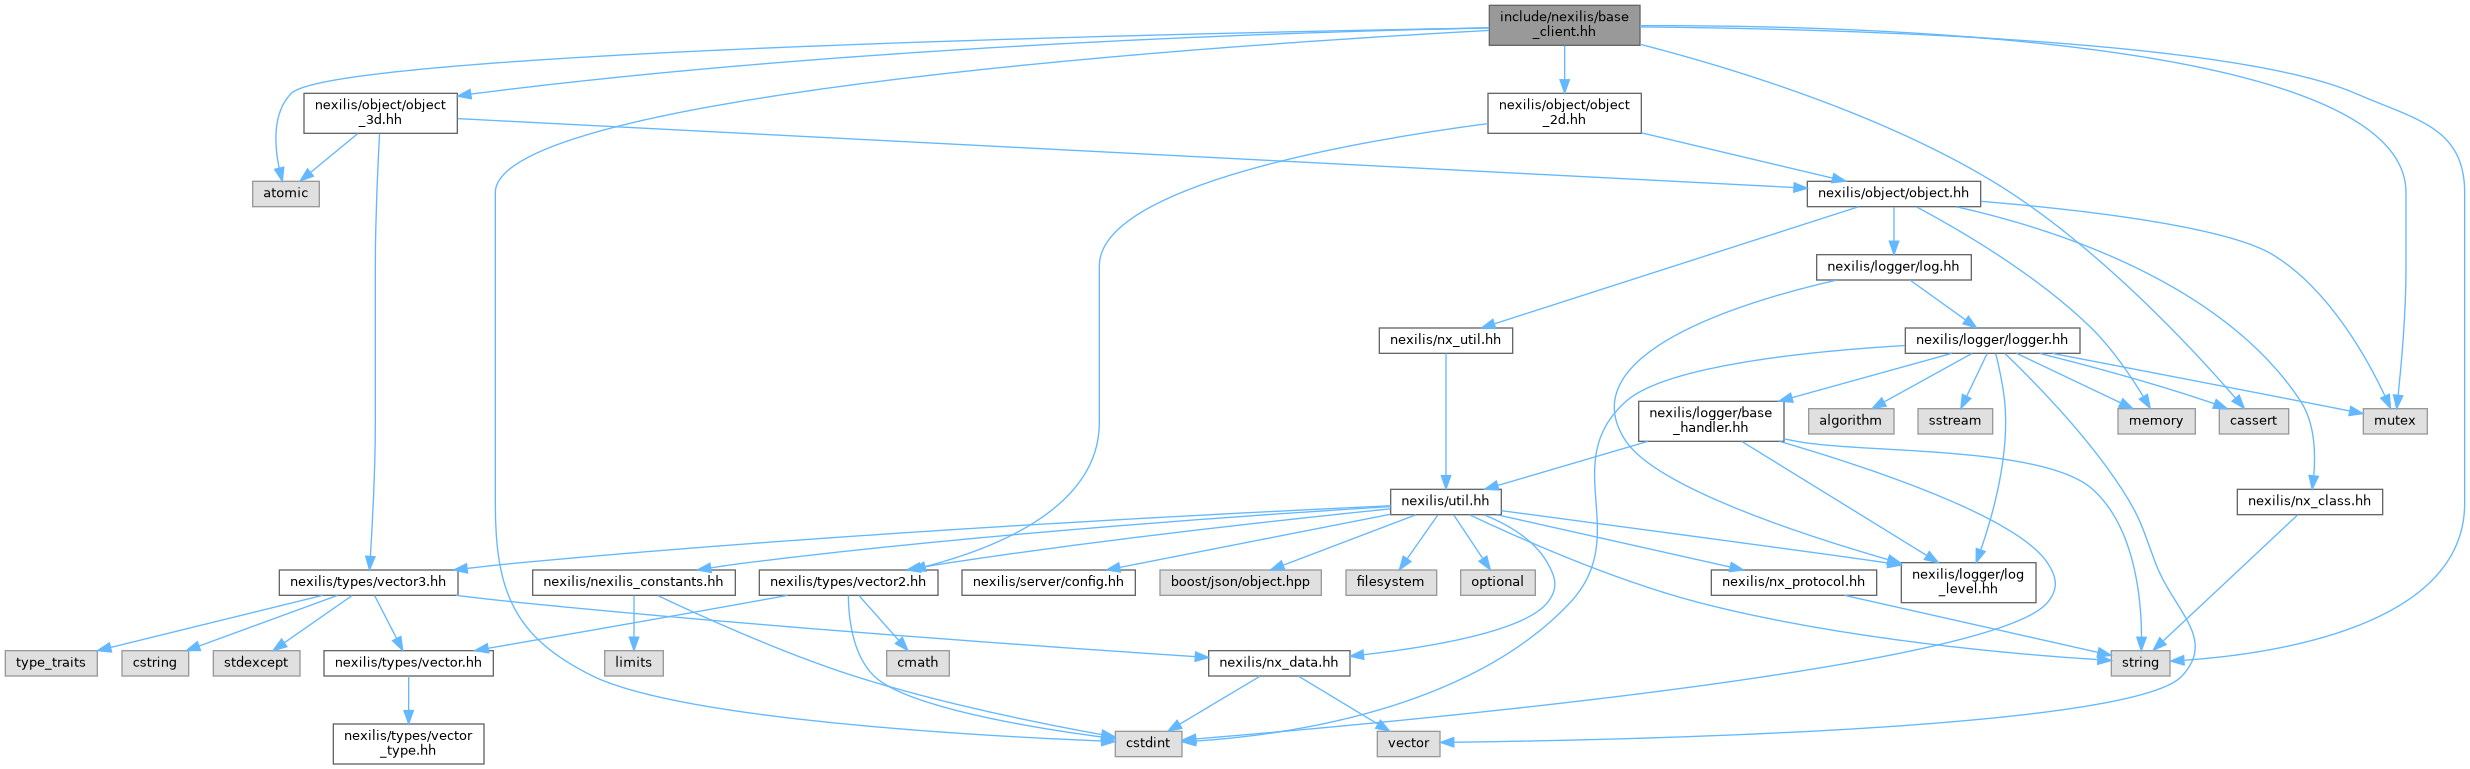 include/nexilis/base
_client.hh
nexilis/object/object
_3d.hh
nexilis/object/object
_2d.hh
atomic
nexilis/object/object.hh
nexilis/logger/log.hh
nexilis/nx_util.hh
nexilis/logger/logger.hh
nexilis/logger/base
_handler.hh
algorithm
sstream
memory
cassert
mutex
nexilis/util.hh
nexilis/nx_class.hh
nexilis/types/vector3.hh
nexilis/nexilis_constants.hh
nexilis/types/vector2.hh
nexilis/server/config.hh
boost/json/object.hpp
filesystem
optional
nexilis/nx_protocol.hh
nexilis/logger/log
_level.hh
type_traits
cstring
stdexcept
nexilis/types/vector.hh
limits
cmath
nexilis/nx_data.hh
string
nexilis/types/vector
_type.hh
cstdint
vector